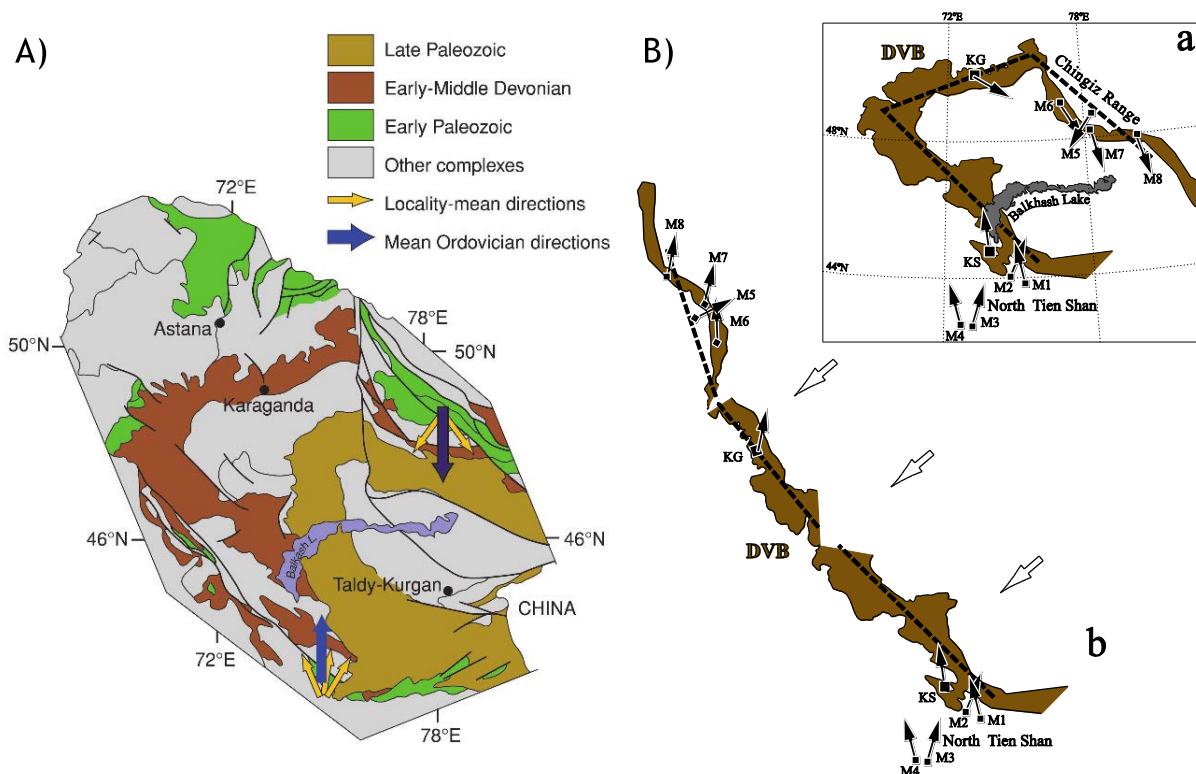 A)
Late Paleozoic
Early-Middle Devonian
Early Paleozoic
Other complexes
Locality-mean directions
Mean Ordovician directions
72°E
Astana
78°E
50°N
50°N
Karaganda
46°N
46°N
Balkash L.
Taldy-Kurgan
CHINA
72°E
78°E
B)
72°E
78°E
a
DVB
KG
Chingiz Range
M6
48°N
M5
M7
M8
Balkhash Lake
KS
44°N
M2
M1
North Tien Shan
M4
M3
M8
M7
M5
M6
KG
DVB
b
KS
M2
M1
North Tien Shan
M4
M3